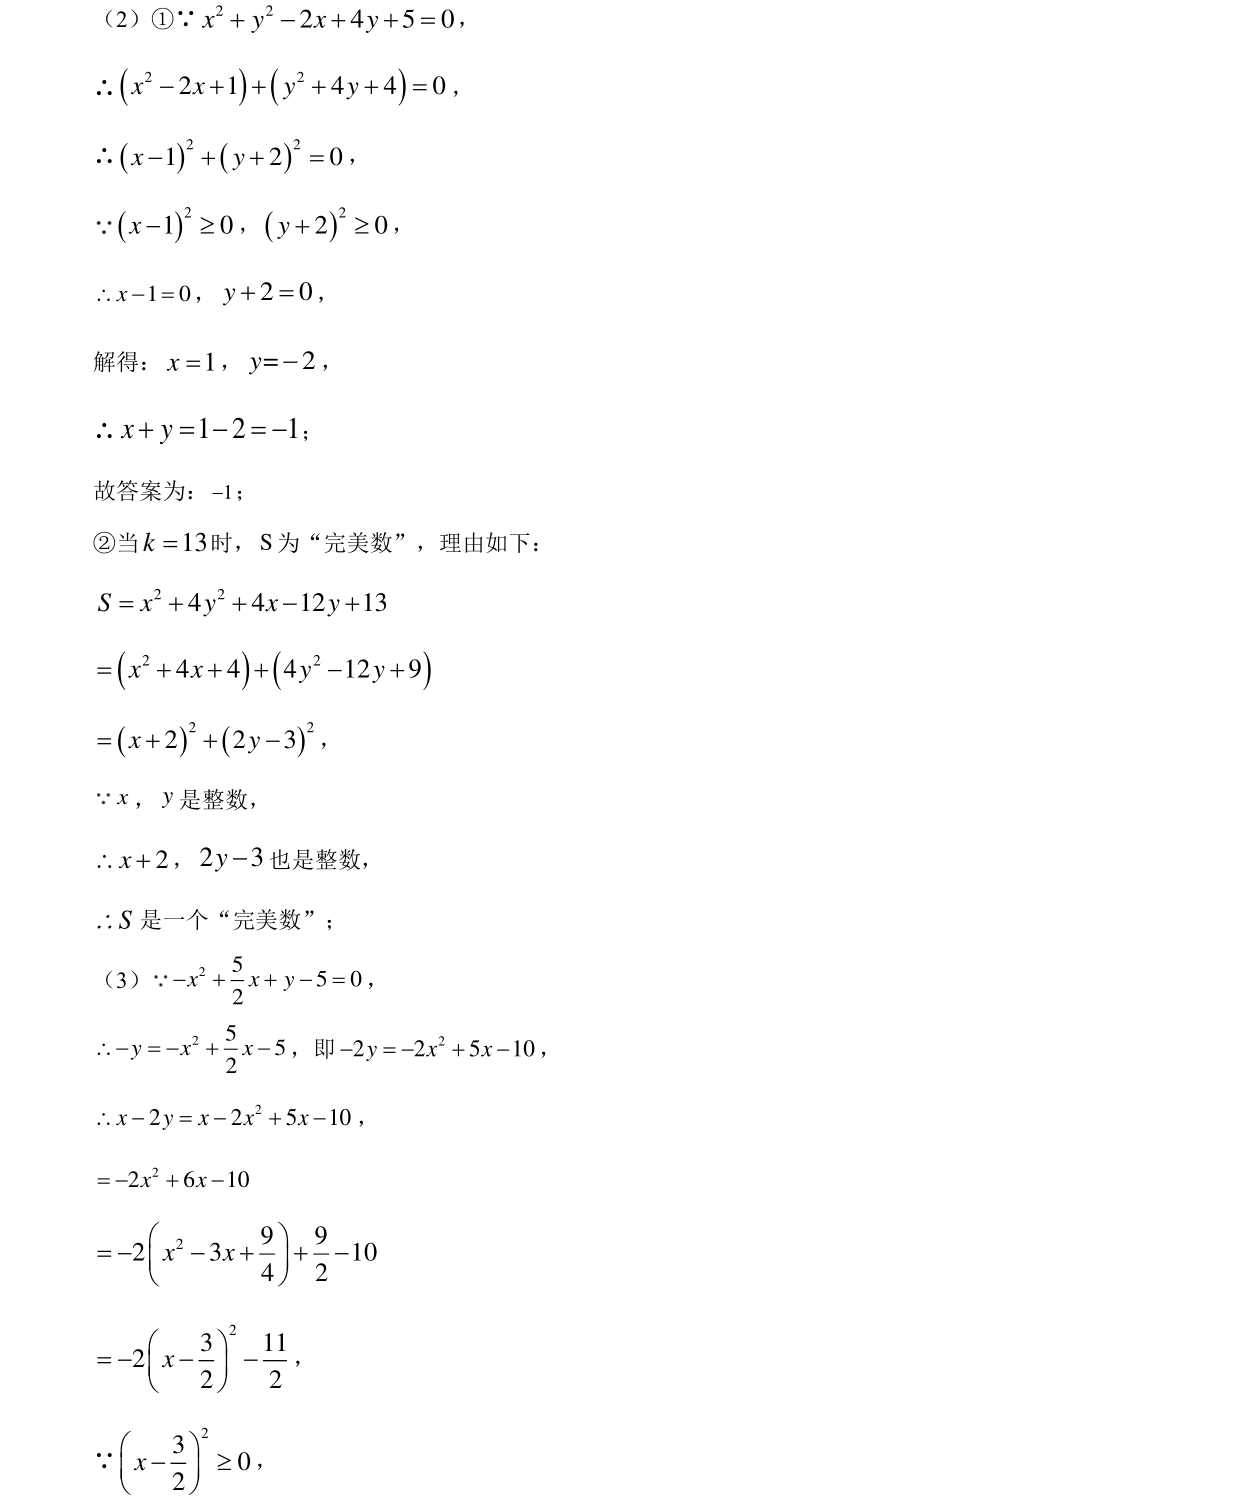 （2）①∵ x² + y² − 2x + 4y + 5 = 0，
∴(x² − 2x + 1) + (y² + 4y + 4) = 0，
∴(x − 1)² + (y + 2)² = 0，
∵(x − 1)² ≥ 0，(y + 2)² ≥ 0，
∴x − 1 = 0，y + 2 = 0，
解得：x = 1，y = −2，
∴ x + y = 1 − 2 = −1；
故答案为：−1；
②当 k = 13 时，S 为“完美数”，理由如下：
S = x² + 4y² + 4x − 12y + 13
= (x² + 4x + 4) + (4y² − 12y + 9)
= (x + 2)² + (2y − 3)²，
∵ x，y 是整数，
∴ x + 2，2y − 3 也是整数，
∴S 是一个“完美数”；
（3）∵ −x² + 5/2 x + y − 5 = 0，
∴ −y = −x² + 5/2 x − 5，即 −2y = −2x² + 5x − 10，
∴ x − 2y = x − 2x² + 5x − 10，
= −2x² + 6x − 10
= −2(x² − 3x + 9/4) + 9/2 − 10
= −2(x − 3/2)² − 11/2，
∵(x − 3/2)² ≥ 0，